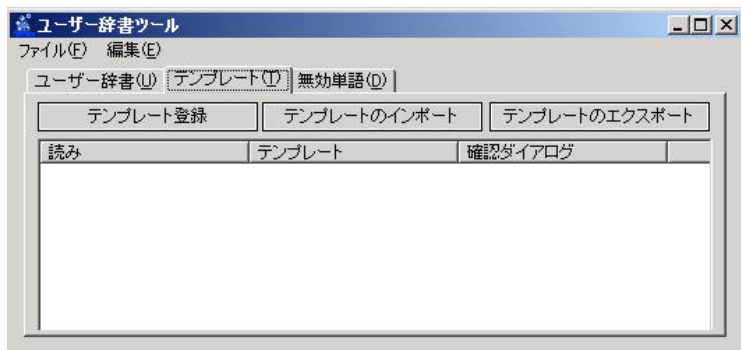 ユーザー辞書ツール
ファイル(F) 編集(E)
ユーザー辞書(U) テンプレート(T) 無効単語(D)
テンプレート登録 テンプレートのインポート テンプレートのエクスポート
読み テンプレート 確認ダイアログ